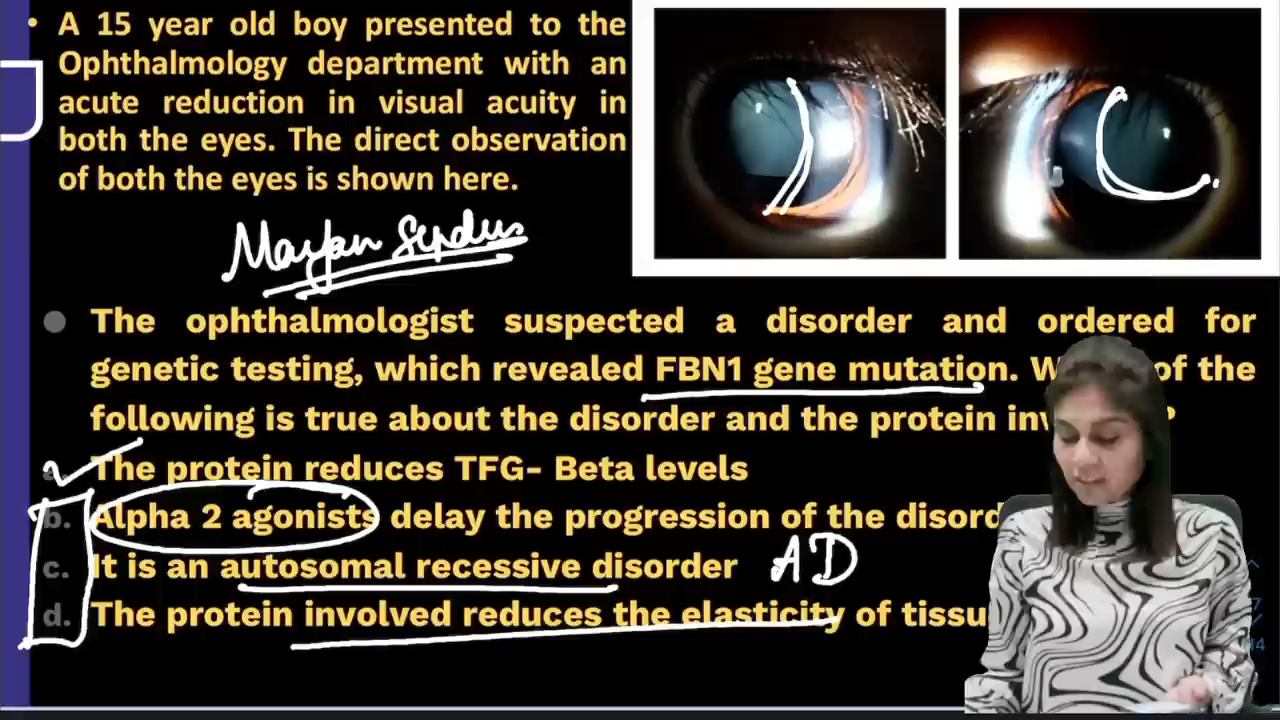 • A 15 year old boy presented to the
Ophthalmology department with an
acute reduction in visual acuity in
both the eyes. The direct observation
of both the eyes is shown here.
Marfan Syndrome
The ophthalmologist suspected a disorder and ordered for
genetic testing, which revealed FBN1 gene mutation. of the
following is true about the disorder and the protein ?
a. The protein reduces TFG- Beta levels
b. Alpha 2 agonists delay the progression of the
c. It is an autosomal recessive disorder AD
d. The protein involved reduces the elasticity of